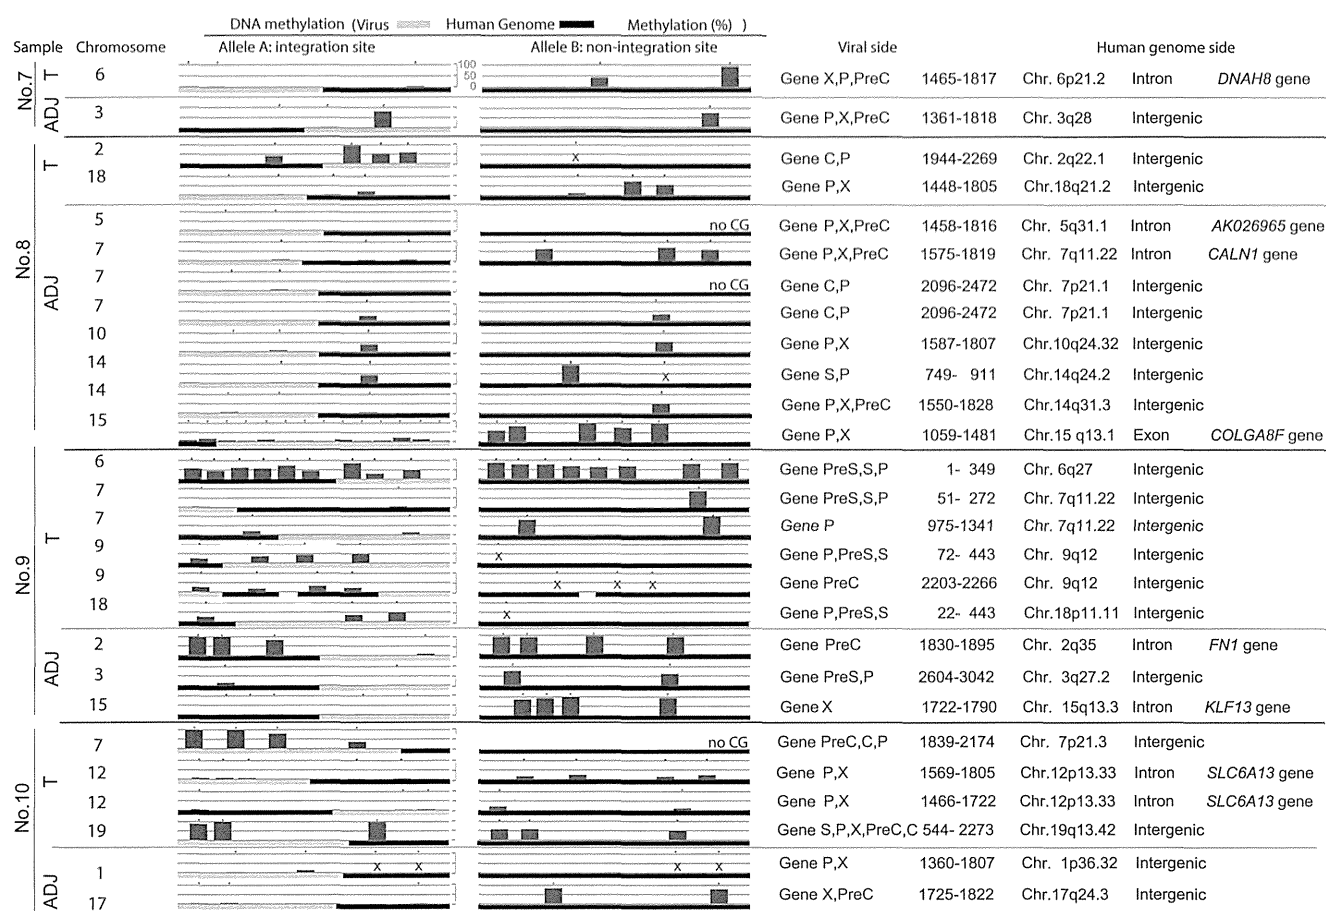 DNA methylation (Virus Human Genome Methylation (%) )
Sample Chromosome Allele A: integration site Allele B: non-integration site Viral side Human genome side
No.7
T
6 100 50 0 Gene X,P,PreC 1465-1817 Chr. 6p21.2 Intron DNAH8 gene
ADJ
3 Gene P,X,PreC 1361-1818 Chr. 3q28 Intergenic
No.8
T
2 X Gene C,P 1944-2269 Chr. 2q22.1 Intergenic
18 Gene P,X 1448-1805 Chr.18q21.2 Intergenic
ADJ
5 no CG Gene P,X,PreC 1458-1816 Chr. 5q31.1 Intron AK026965 gene
7 Gene P,X,PreC 1575-1819 Chr. 7q11.22 Intron CALN1 gene
7 no CG Gene C,P 2096-2472 Chr. 7p21.1 Intergenic
7 Gene C,P 2096-2472 Chr. 7p21.1 Intergenic
10 Gene P,X 1587-1807 Chr.10q24.32 Intergenic
14 X Gene S,P 749- 911 Chr.14q24.2 Intergenic
14 Gene P,X,PreC 1550-1828 Chr.14q31.3 Intergenic
15 Gene P,X 1059-1481 Chr.15 q13.1 Exon COLGA8F gene
No.9
T
6 Gene PreS,S,P 1- 349 Chr. 6q27 Intergenic
7 Gene PreS,S,P 51- 272 Chr. 7q11.22 Intergenic
7 Gene P 975-1341 Chr. 7q11.22 Intergenic
9 X Gene P,PreS,S 72- 443 Chr. 9q12 Intergenic
9 X X X Gene PreC 2203-2266 Chr. 9q12 Intergenic
18 X Gene P,PreS,S 22- 443 Chr.18p11.11 Intergenic
ADJ
2 Gene PreC 1830-1895 Chr. 2q35 Intron FN1 gene
3 Gene PreS,P 2604-3042 Chr. 3q27.2 Intergenic
15 Gene X 1722-1790 Chr. 15q13.3 Intron KLF13 gene
No.10
T
7 no CG Gene PreC,C,P 1839-2174 Chr. 7p21.3 Intergenic
12 Gene P,X 1569-1805 Chr.12p13.33 Intron SLC6A13 gene
12 Gene P,X 1466-1722 Chr.12p13.33 Intron SLC6A13 gene
19 Gene S,P,X,PreC,C 544- 2273 Chr.19q13.42 Intergenic
ADJ
1 X X X X Gene P,X 1360-1807 Chr. 1p36.32 Intergenic
17 Gene X,PreC 1725-1822 Chr.17q24.3 Intergenic